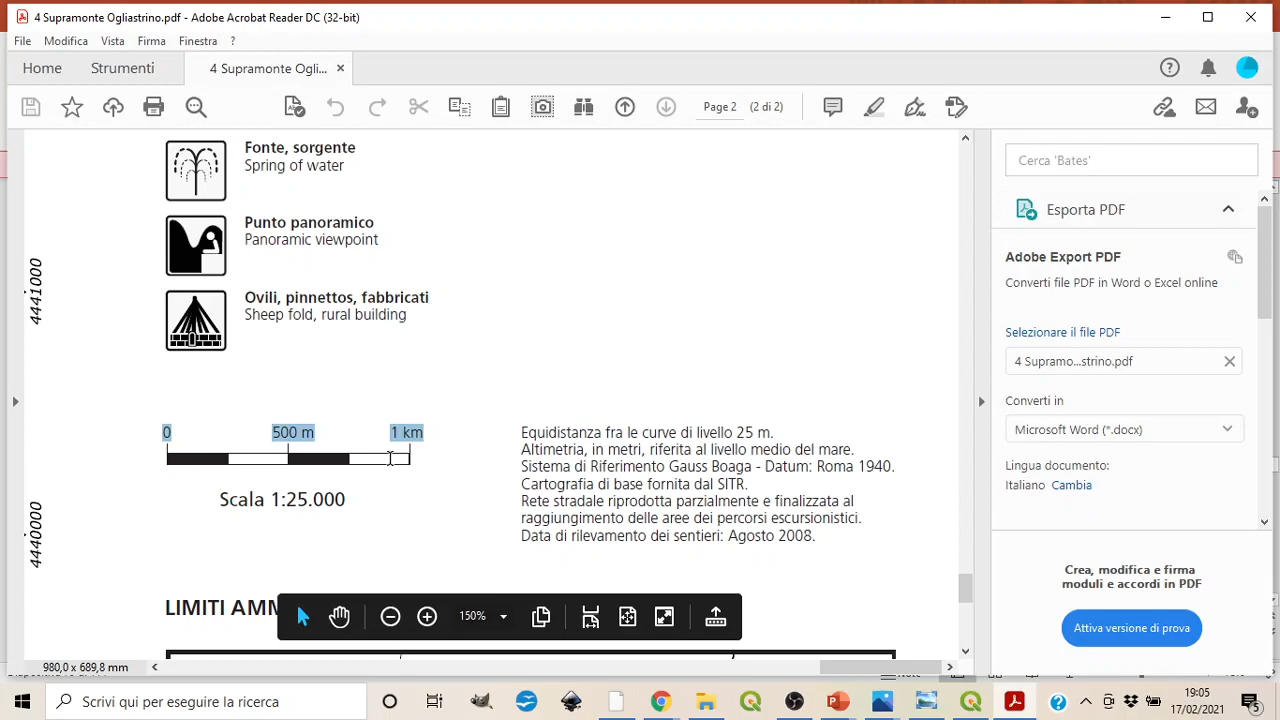 4 Supramonte Ogliastrino.pdf - Adobe Acrobat Reader DC (32-bit)
File Modifica Vista Firma Finestra ?
Home Strumenti 4 Supramonte Ogli...
Page 2 (2 di 2)
Fonte, sorgente
Spring of water
Punto panoramico
Panoramic viewpoint
Ovili, pinnettos, fabbricati
Sheep fold, rural building
4441000
4440000
0 500 m 1 km
Scala 1:25.000
Equidistanza fra le curve di livello 25 m.
Altimetria, in metri, riferita al livello medio del mare.
Sistema di Riferimento Gauss Boaga - Datum: Roma 1940.
Cartografia di base fornita dal SITR.
Rete stradale riprodotta parzialmente e finalizzata al
raggiungimento delle aree dei percorsi escursionistici.
Data di rilevamento dei sentieri: Agosto 2008.
LIMITI AMM
150%
980,0 x 689,8 mm
Cerca 'Bates'
Esporta PDF
Adobe Export PDF
Converti file PDF in Word o Excel online
Selezionare il file PDF
4 Supramo...strino.pdf
Converti in
Microsoft Word (*.docx)
Lingua documento:
Italiano Cambia
Crea, modifica e firma
moduli e accordi in PDF
Attiva versione di prova
Scrivi qui per eseguire la ricerca
19:05
17/02/2021
5